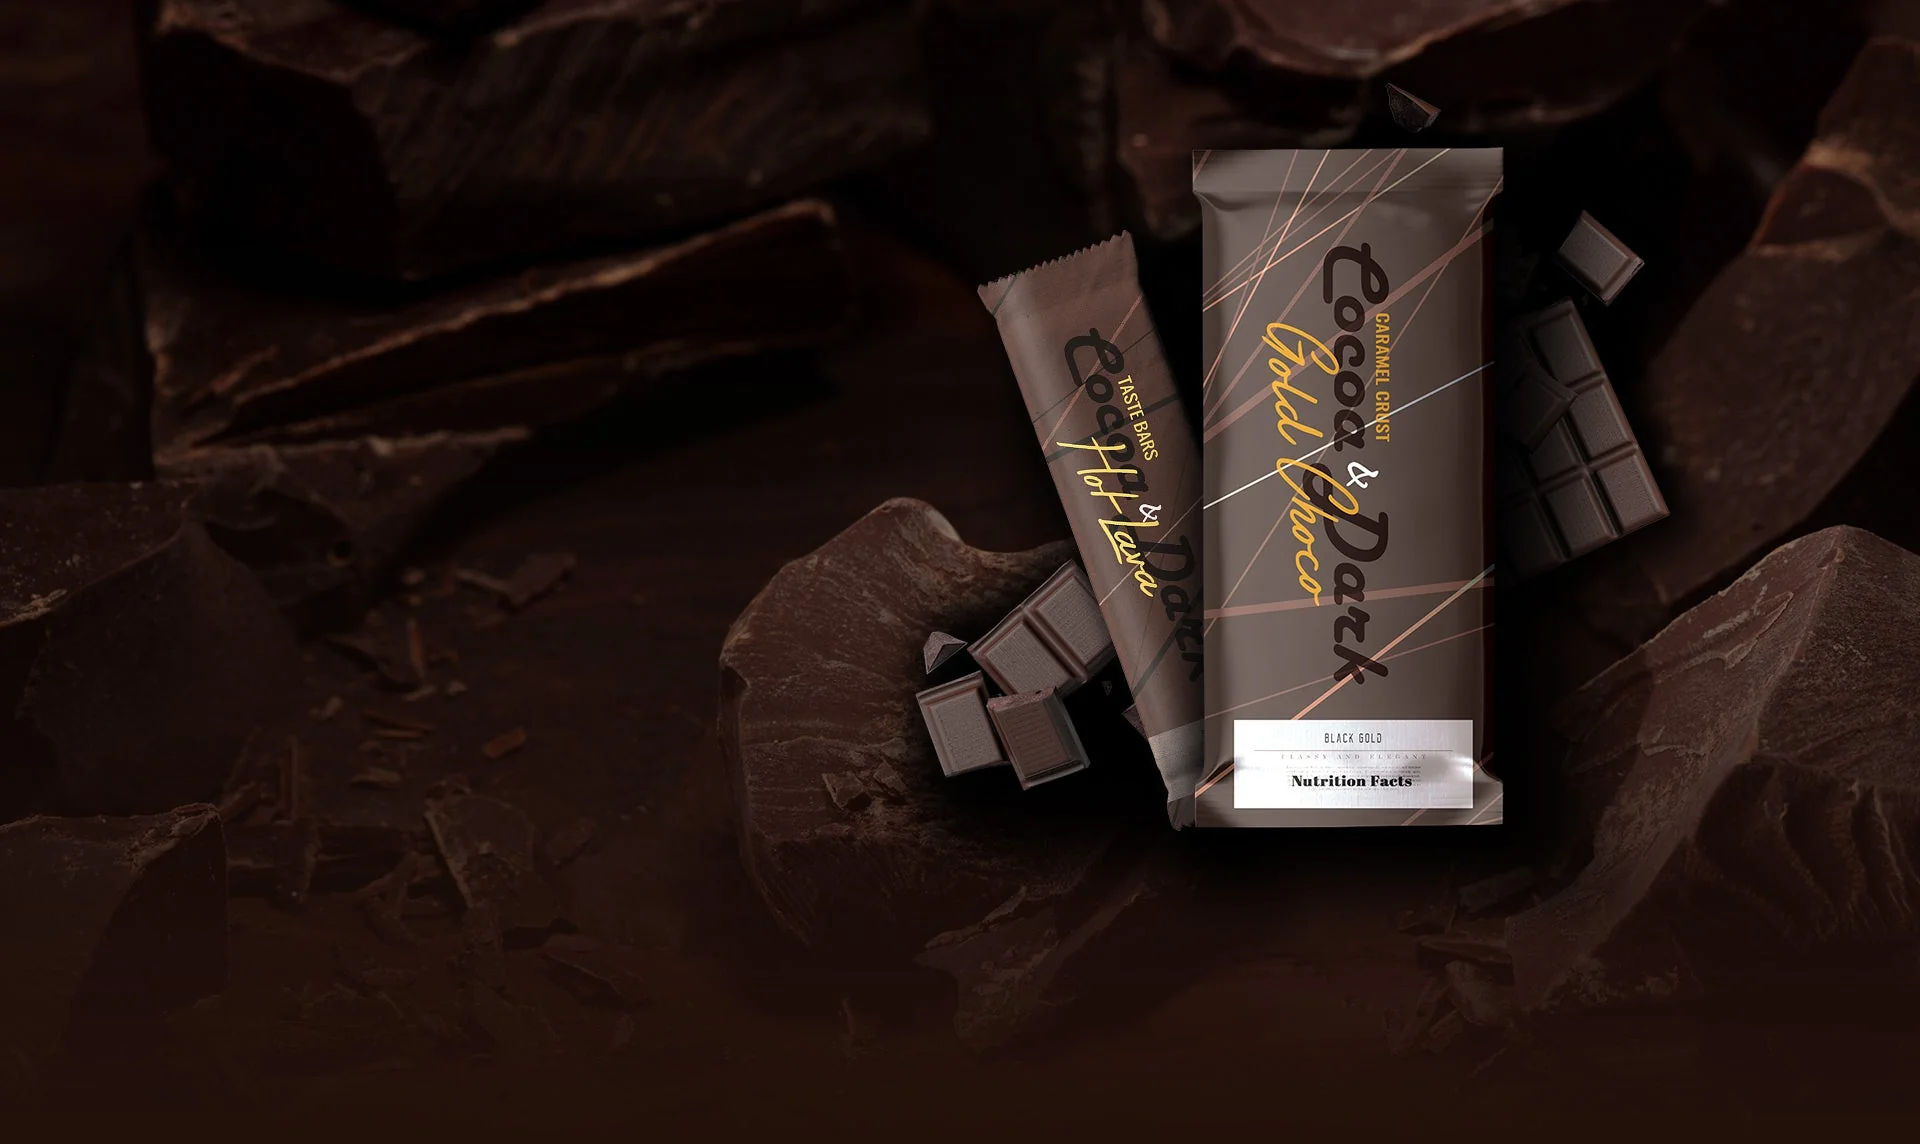 Cocoa & Dark
TASTE BARS
Hot Lava
Cocoa & Dark
CARAMEL CRUST
Gold Choco
BLACK GOLD
CLASSY AND ELEGANT
Nutrition Facts